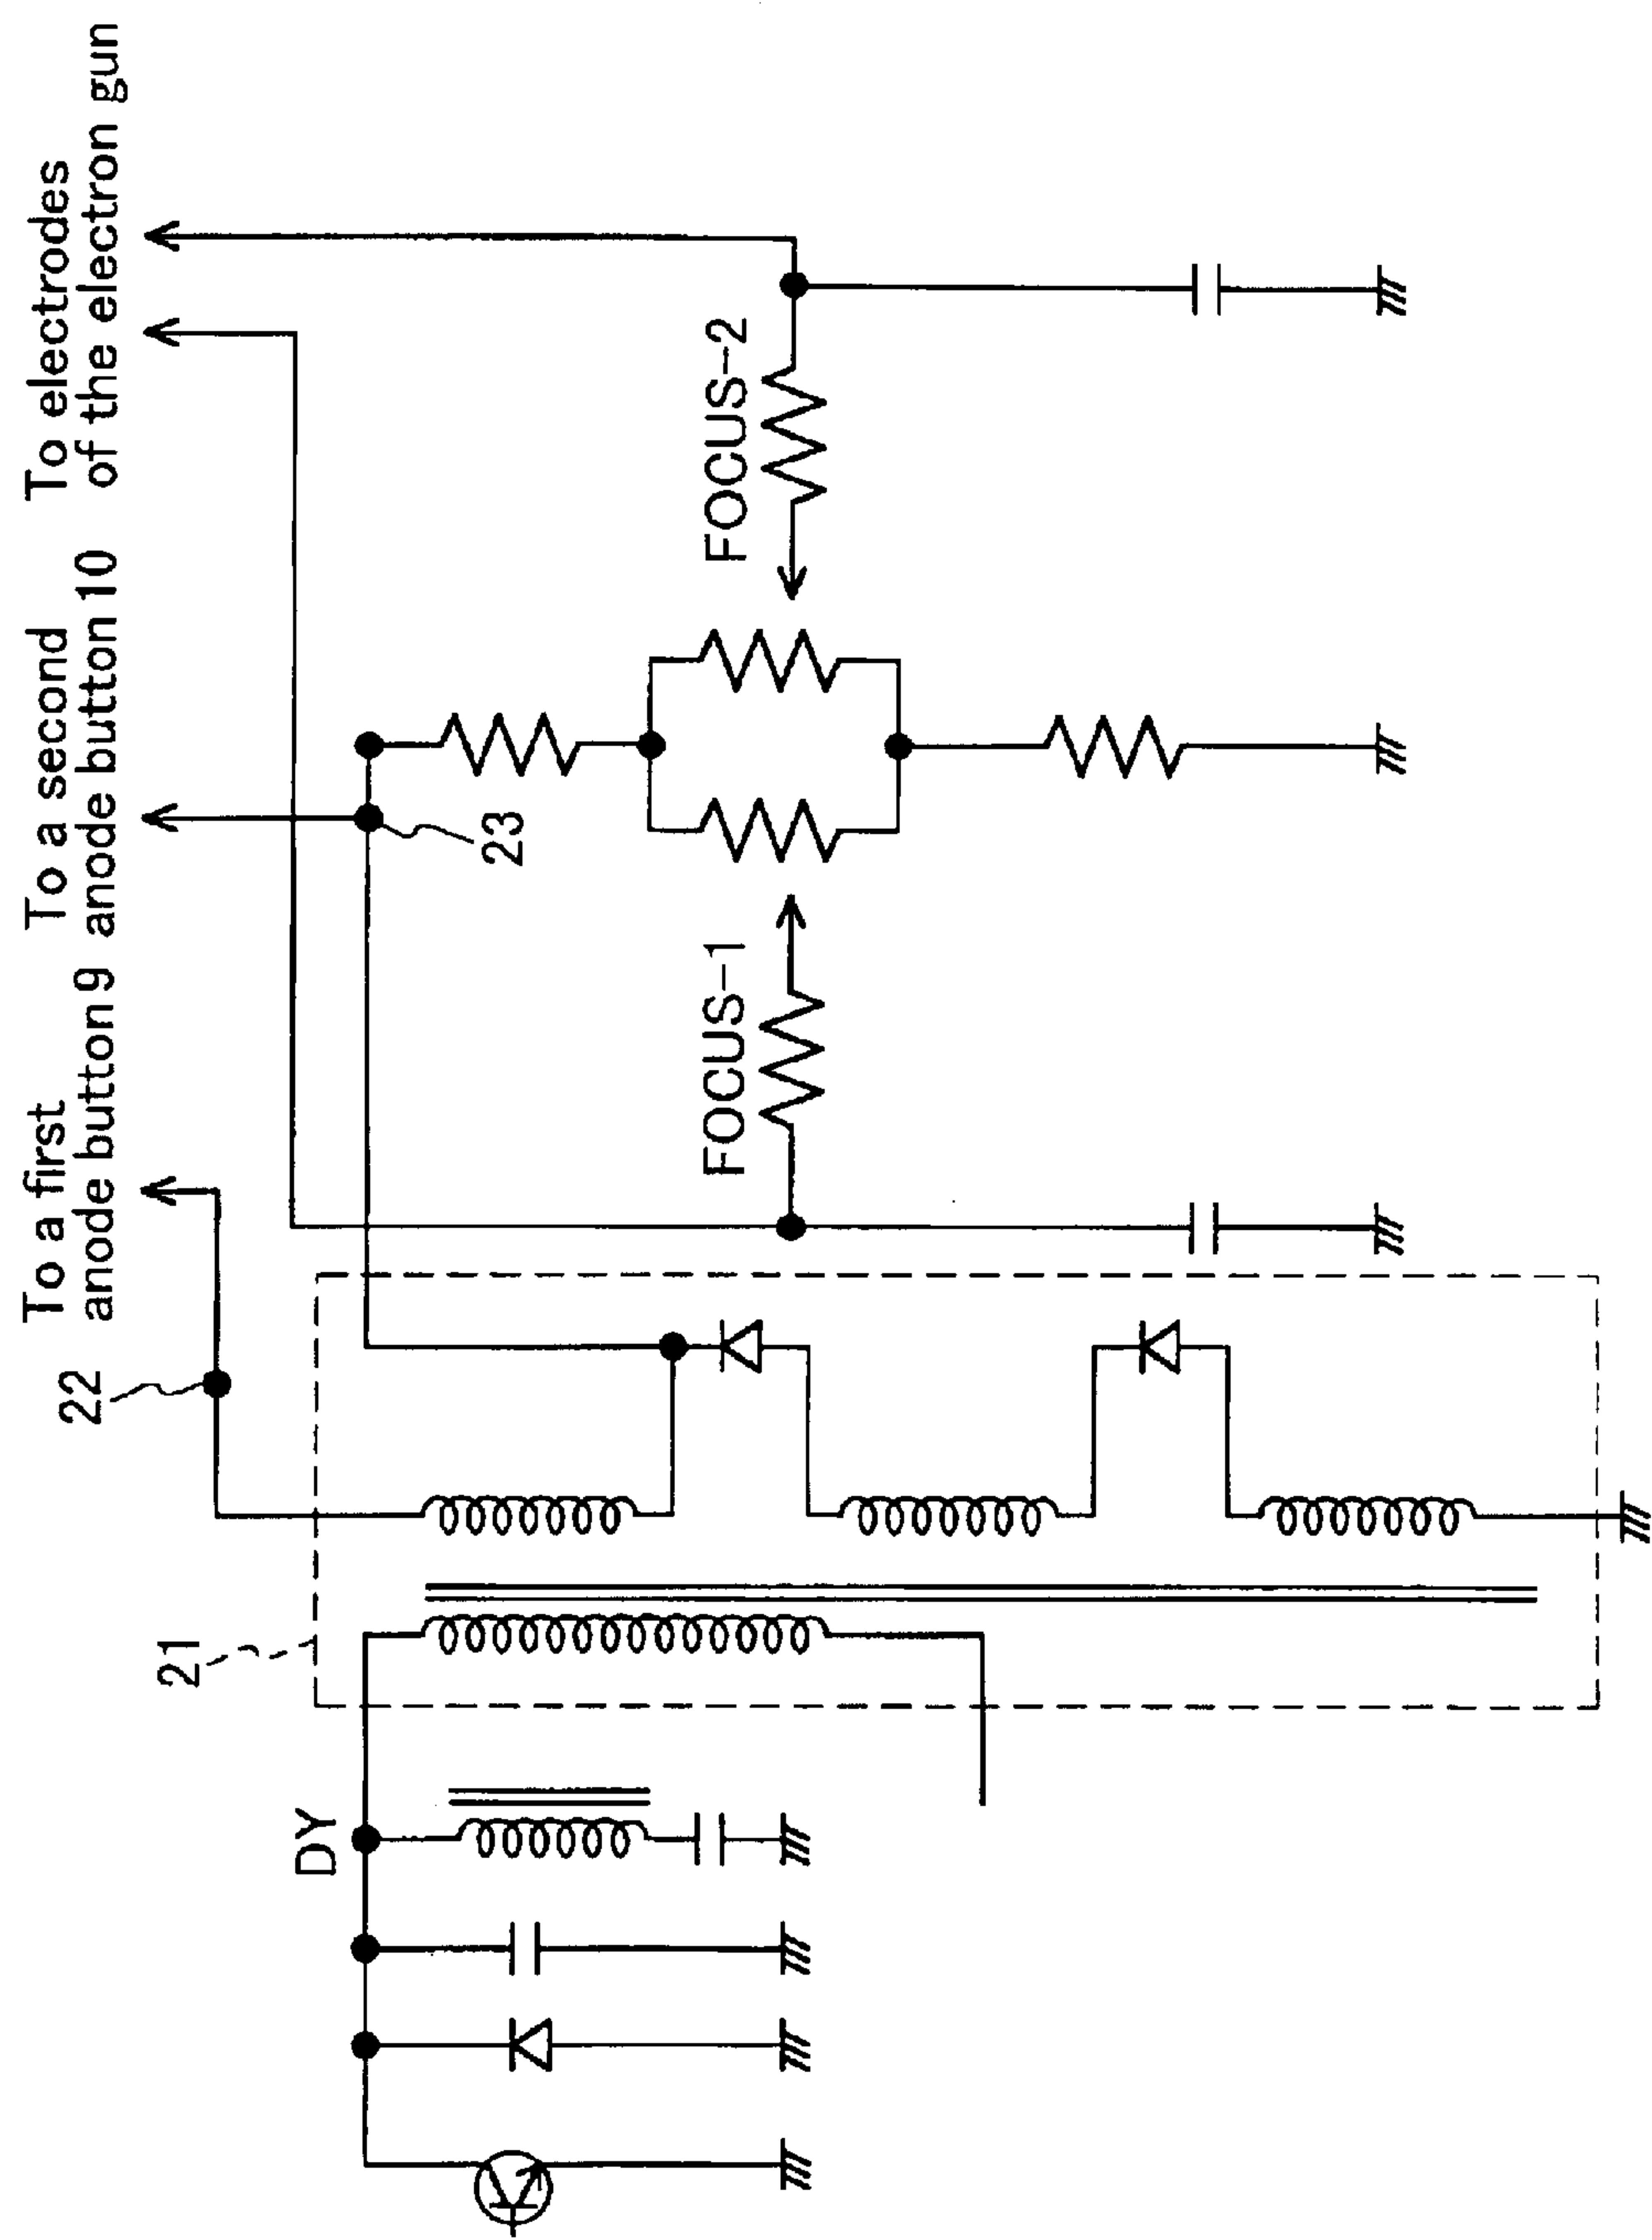 To a first
anode button 9
To a second
anode button 10
To electrodes
of the electron gun
22
23
21
DY
FOCUS-1
FOCUS-2